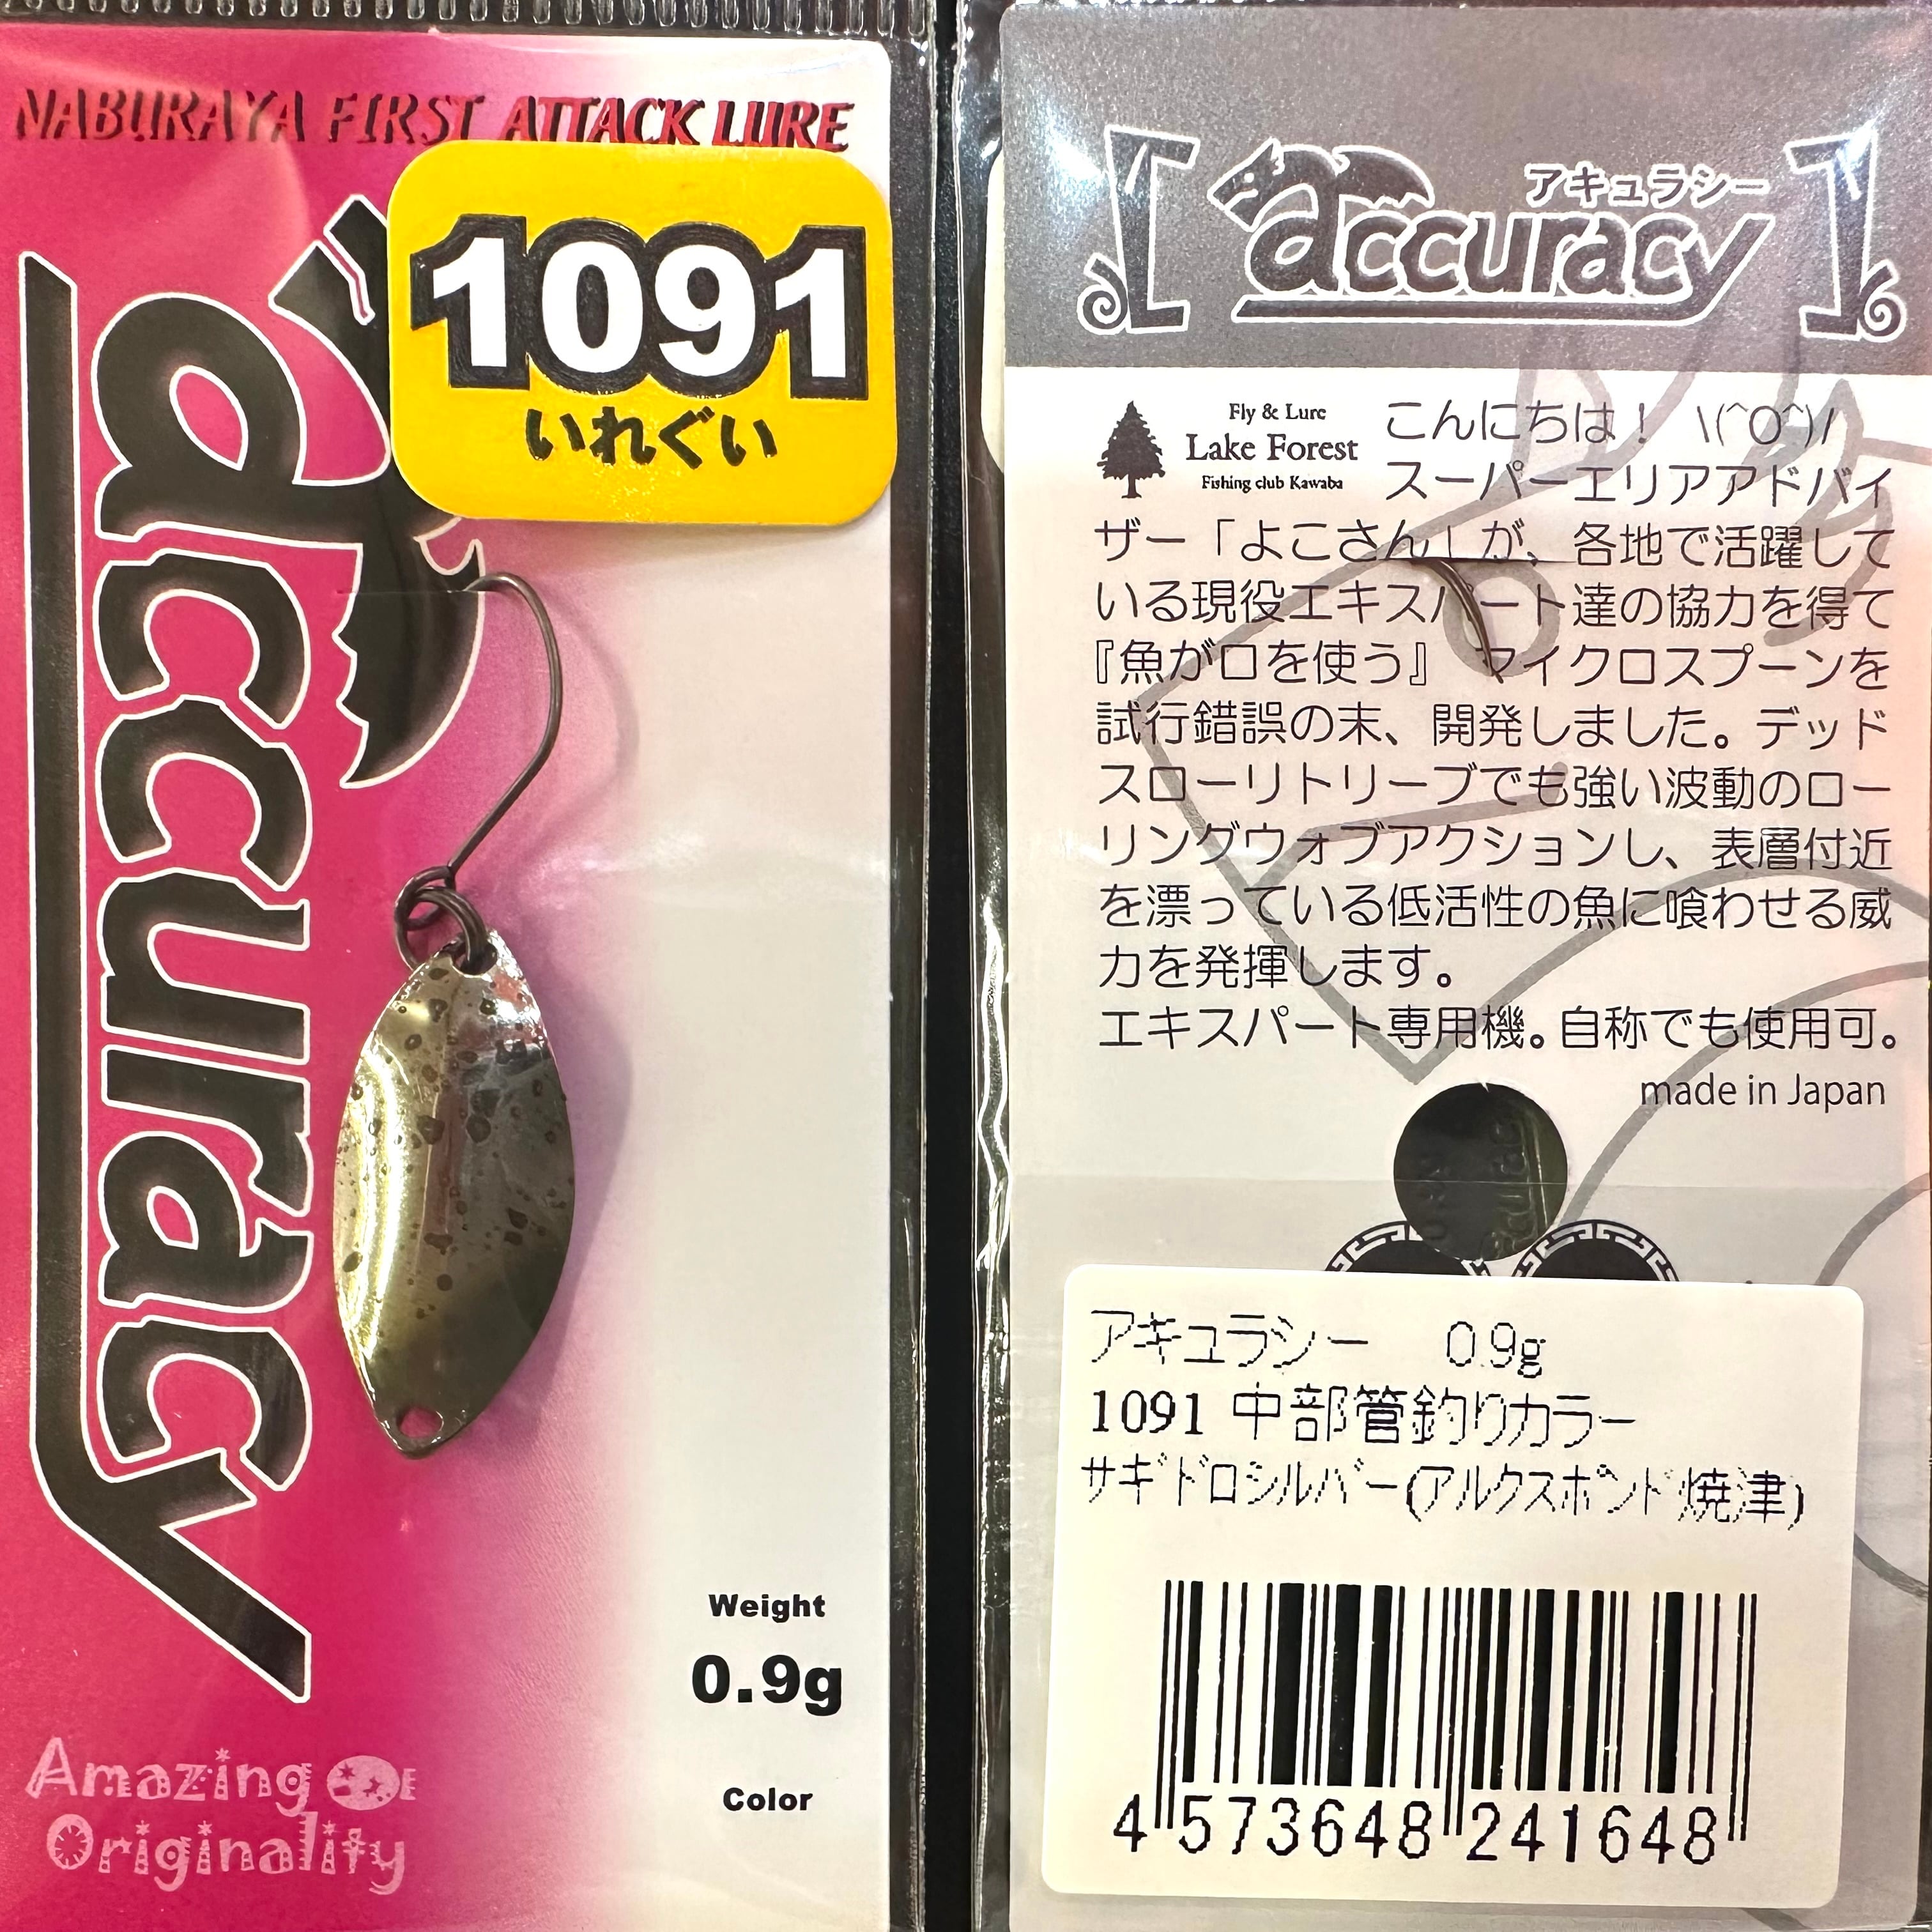 NABURAYA FIRST ATTACK LURE
1091
いれぐい
accuracy
Weight
0.9g
Color
Amazing
Originality
アキュラシー
accuracy
Fly & Lure
Lake Forest
Fishing club Kawaba
こんにちは！ \(^O^)/
スーパーエリアアドバイ
ザー「よこさん」が、各地で活躍して
いる現役エキスパート達の協力を得て
『魚が口を使う』マイクロスプーンを
試行錯誤の末、開発しました。デッド
スローリトリーブでも強い波動のロー
リングウォブアクションし、表層付近
を漂っている低活性の魚に喰わせる威
力を発揮します。
エキスパート専用機。自称でも使用可。
made in Japan
アキュラシー 0.9g
1091 中部管釣りカラー
サギドロシルバー(アルクスポンド焼津)
4 573648 241648